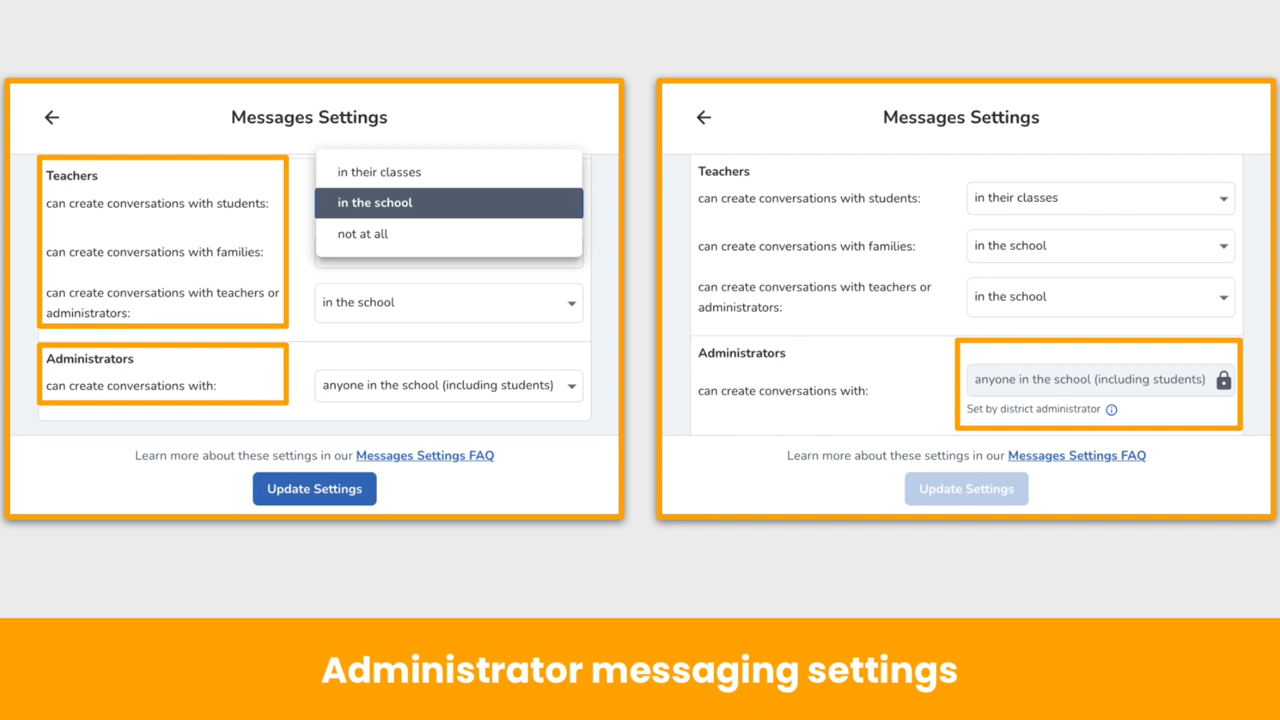 Messages Settings
Teachers
can create conversations with students:
in their classes
in the school
not at all
can create conversations with families:
can create conversations with teachers or
administrators:
in the school
Administrators
can create conversations with:
anyone in the school (including students)
Learn more about these settings in our Messages Settings FAQ
Update Settings
Messages Settings
Teachers
can create conversations with students:
in their classes
can create conversations with families:
in the school
can create conversations with teachers or
administrators:
in the school
Administrators
can create conversations with:
anyone in the school (including students)
Set by district administrator
Learn more about these settings in our Messages Settings FAQ
Update Settings
Administrator messaging settings